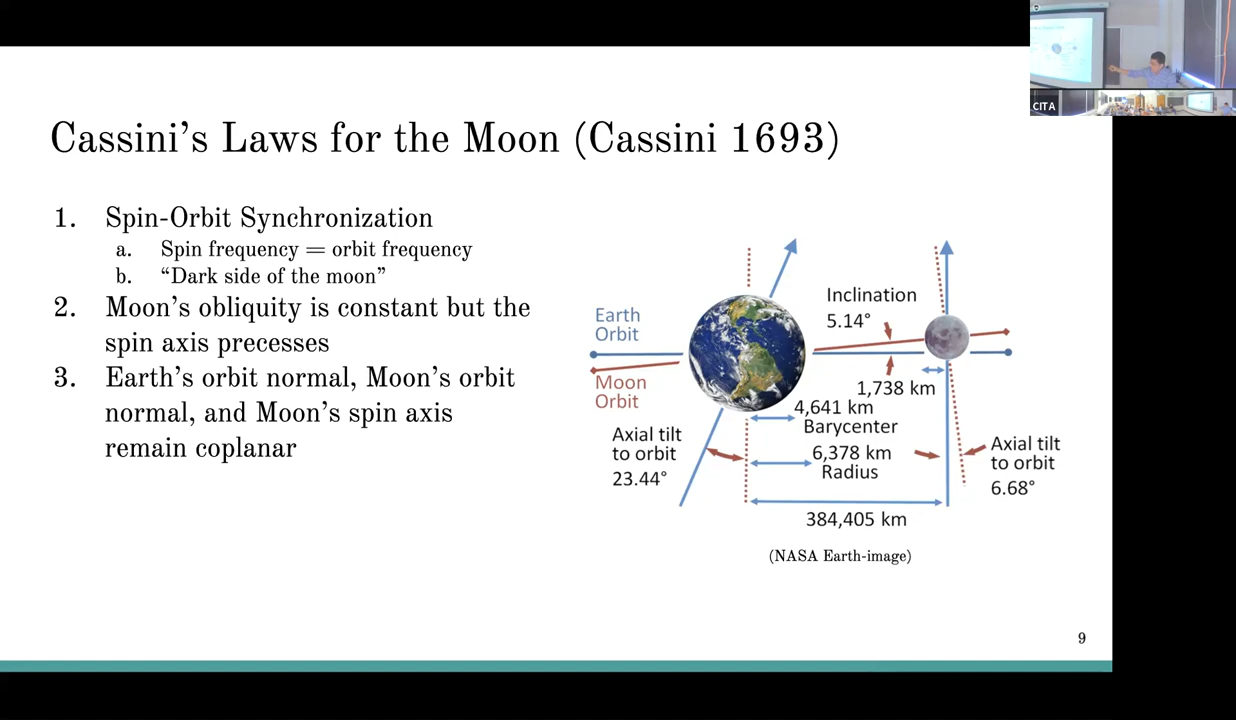 CITA
Cassini's Laws for the Moon (Cassini 1693)
1. Spin-Orbit Synchronization
a. Spin frequency = orbit frequency
b. “Dark side of the moon”
2. Moon's obliquity is constant but the
spin axis precesses
3. Earth's orbit normal, Moon's orbit
normal, and Moon's spin axis
remain coplanar
Earth
Orbit
Moon
Orbit
Inclination
5.14°
1,738 km
4,641 km
Barycenter
6,378 km
Radius
Axial tilt
to orbit
23.44°
Axial tilt
to orbit
6.68°
384,405 km
(NASA Earth-image)
9